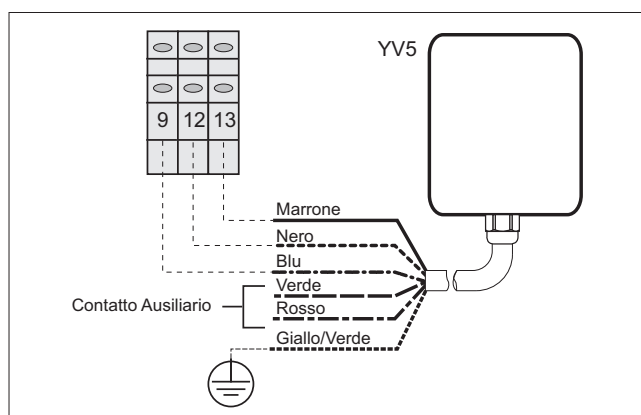 YV5
9 12 13
Marrone
Nero
Blu
Verde
Contatto Ausiliario
Rosso
Giallo/Verde